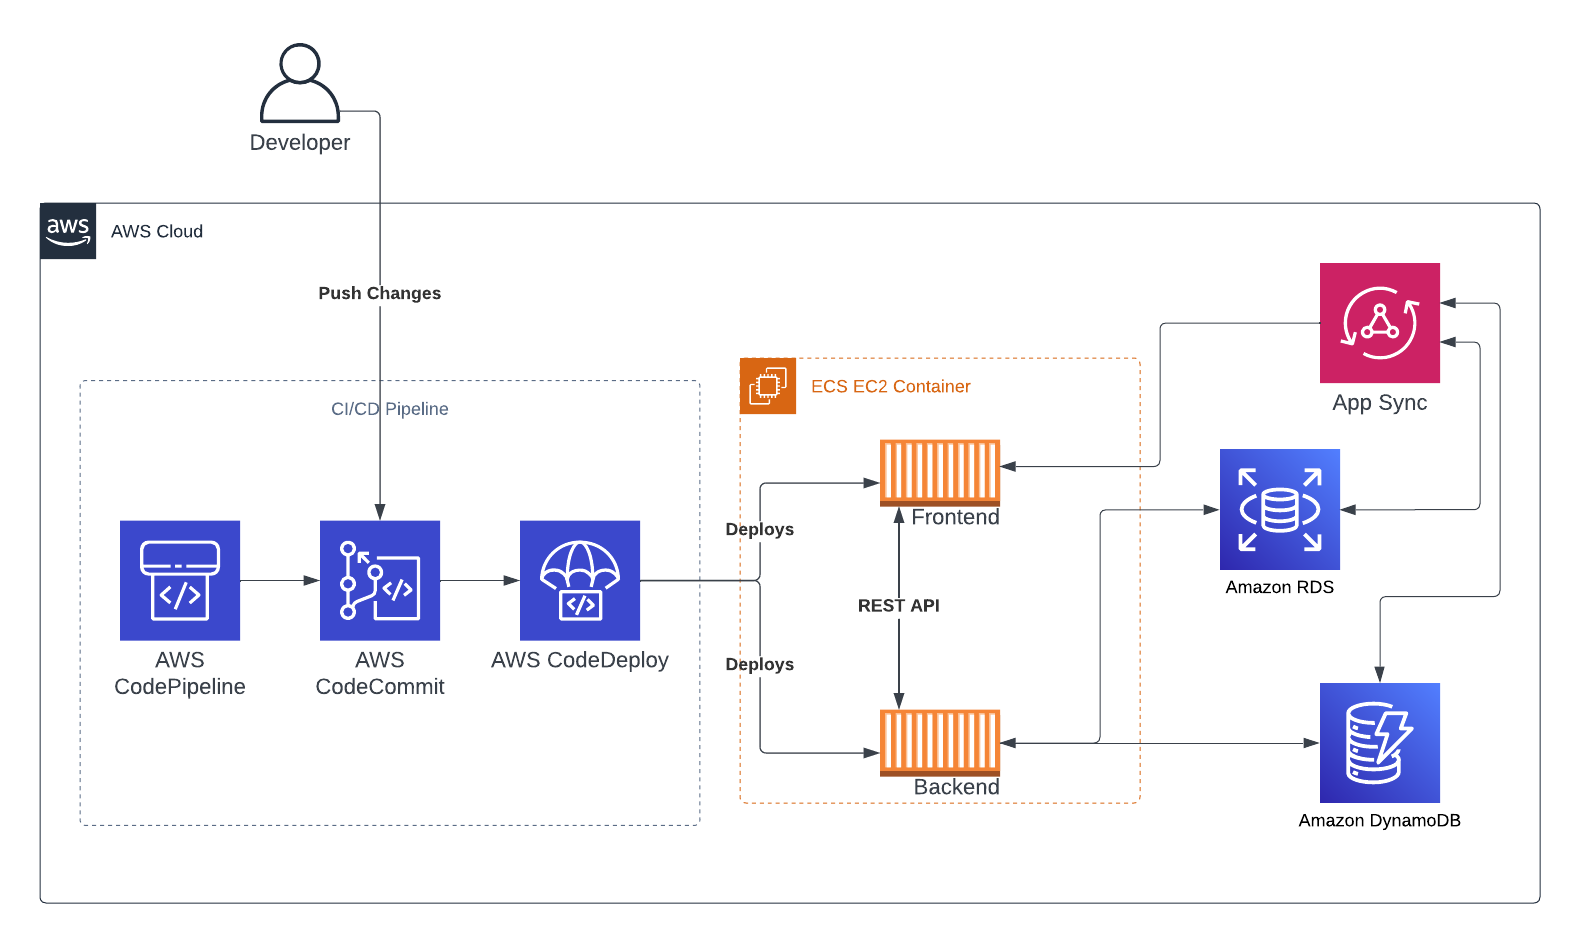 Developer
aws
AWS Cloud
Push Changes
CI/CD Pipeline
ECS EC2 Container
App Sync
Frontend
Deploys
Amazon RDS
REST API
AWS
CodePipeline
AWS
CodeCommit
AWS CodeDeploy
Deploys
Backend
Amazon DynamoDB